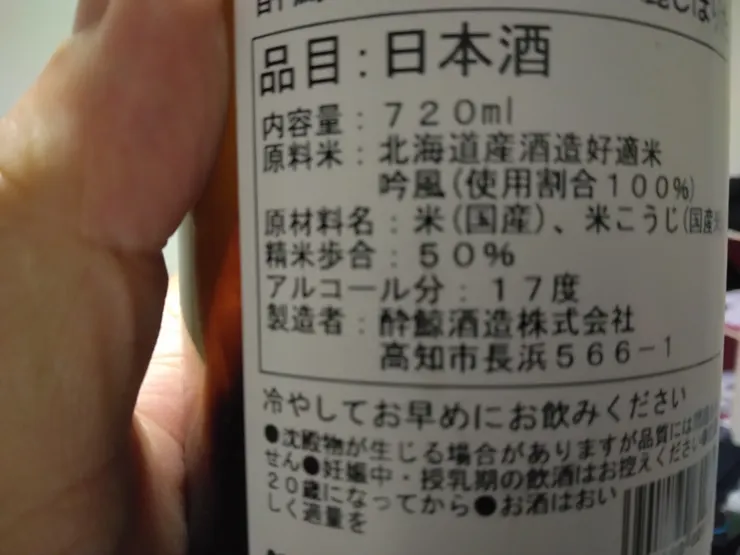 品目：日本酒
内容量：７２０ml
原料米：北海道産酒造好適米
吟風(使用割合１００％)
原材料名：米(国産)、米こうじ(国産米
精米歩合：５０％
アルコール分：１７度
製造者：酔鯨酒造株式会社
高知市長浜５６６−１
冷やしてお早めにお飲みください
●沈殿物が生じる場合がありますが品質には
せん●妊娠中・授乳期の飲酒はお控えください
２０歳になってから●お酒はおい
しく適量を